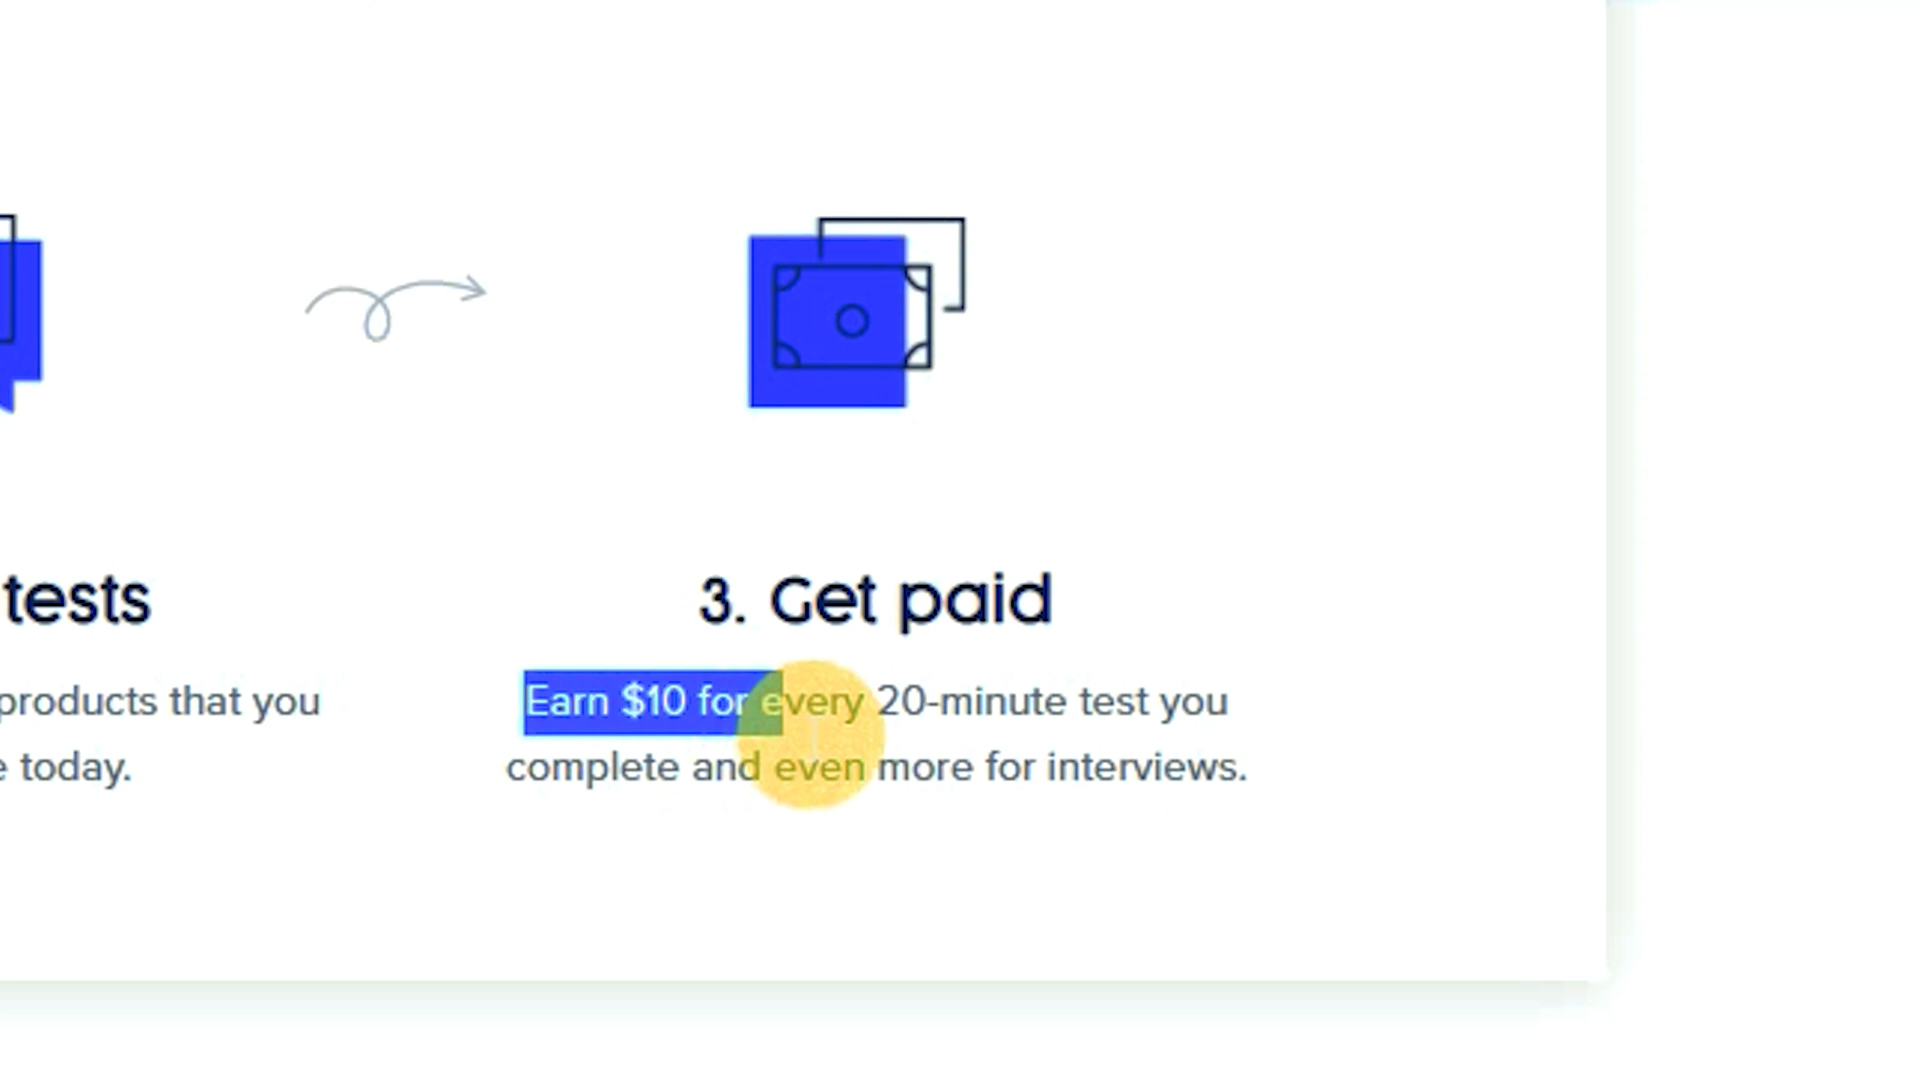 tests
products that you
today.
3. Get paid
Earn $10 for every 20-minute test you
complete and even more for interviews.